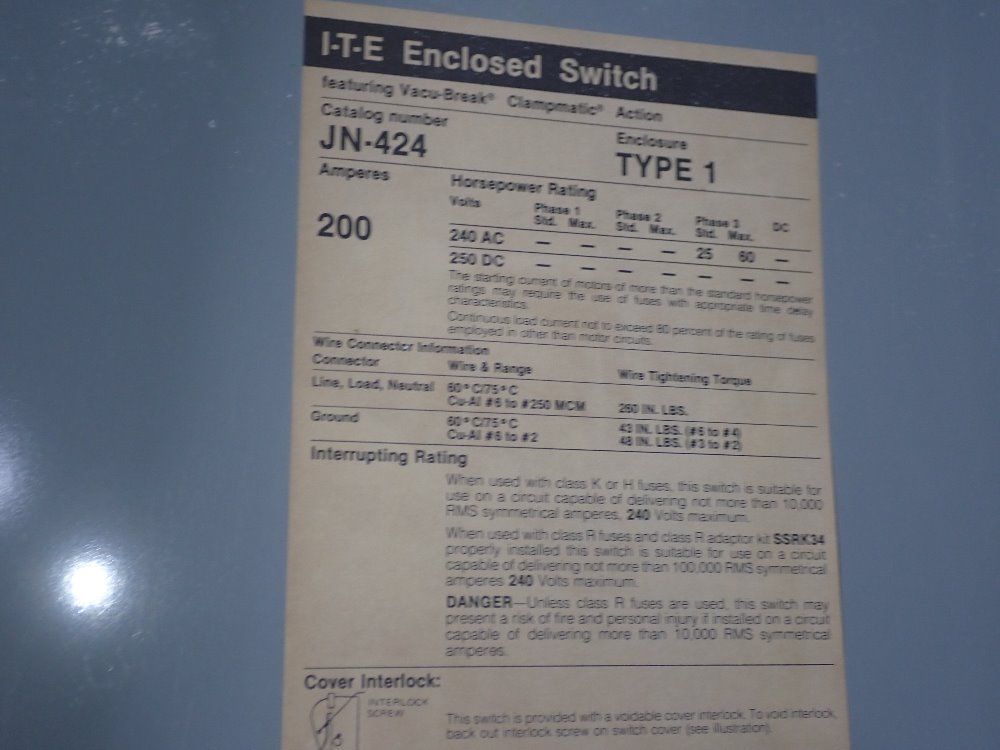 I-T-E Enclosed Switch
featuring Vacu-Break® Clampmatic® Action
Catalog number
JN-424
Enclosure
TYPE 1
Amperes
200
Horsepower Rating
Volts Phase 1 Std. Max. Phase 2 Std. Max. Phase 3 Std. Max. DC
240 AC — — — — 25 60 —
250 DC — — — — — — —
The starting current of motors of more than the standard horsepower
ratings may require the use of fuses with appropriate time delay
characteristics.
Continuous load current not to exceed 80 percent of the rating of fuses
employed in other than motor circuits.
Wire Connector Information
Connector Wire & Range Wire Tightening Torque
Line, Load, Neutral 60°C/75°C
Cu-Al #6 to #250 MCM 260 IN. LBS.
Ground 60°C/75°C 43 IN. LBS. (#6 to #4)
Cu-Al #6 to #2 48 IN. LBS. (#3 to #2)
Interrupting Rating
When used with class K or H fuses, this switch is suitable for
use on a circuit capable of delivering not more than 10,000
RMS symmetrical amperes, 240 Volts maximum.
When used with class R fuses and class R adaptor kit SSRK34
properly installed this switch is suitable for use on a circuit
capable of delivering not more than 100,000 RMS symmetrical
amperes 240 Volts maximum.
DANGER—Unless class R fuses are used, this switch may
present a risk of fire and personal injury if installed on a circuit
capable of delivering more than 10,000 RMS symmetrical
amperes.
Cover Interlock:
INTERLOCK
SCREW
This switch is provided with a voidable cover interlock. To void interlock,
back out interlock screw on switch cover (see illustration).